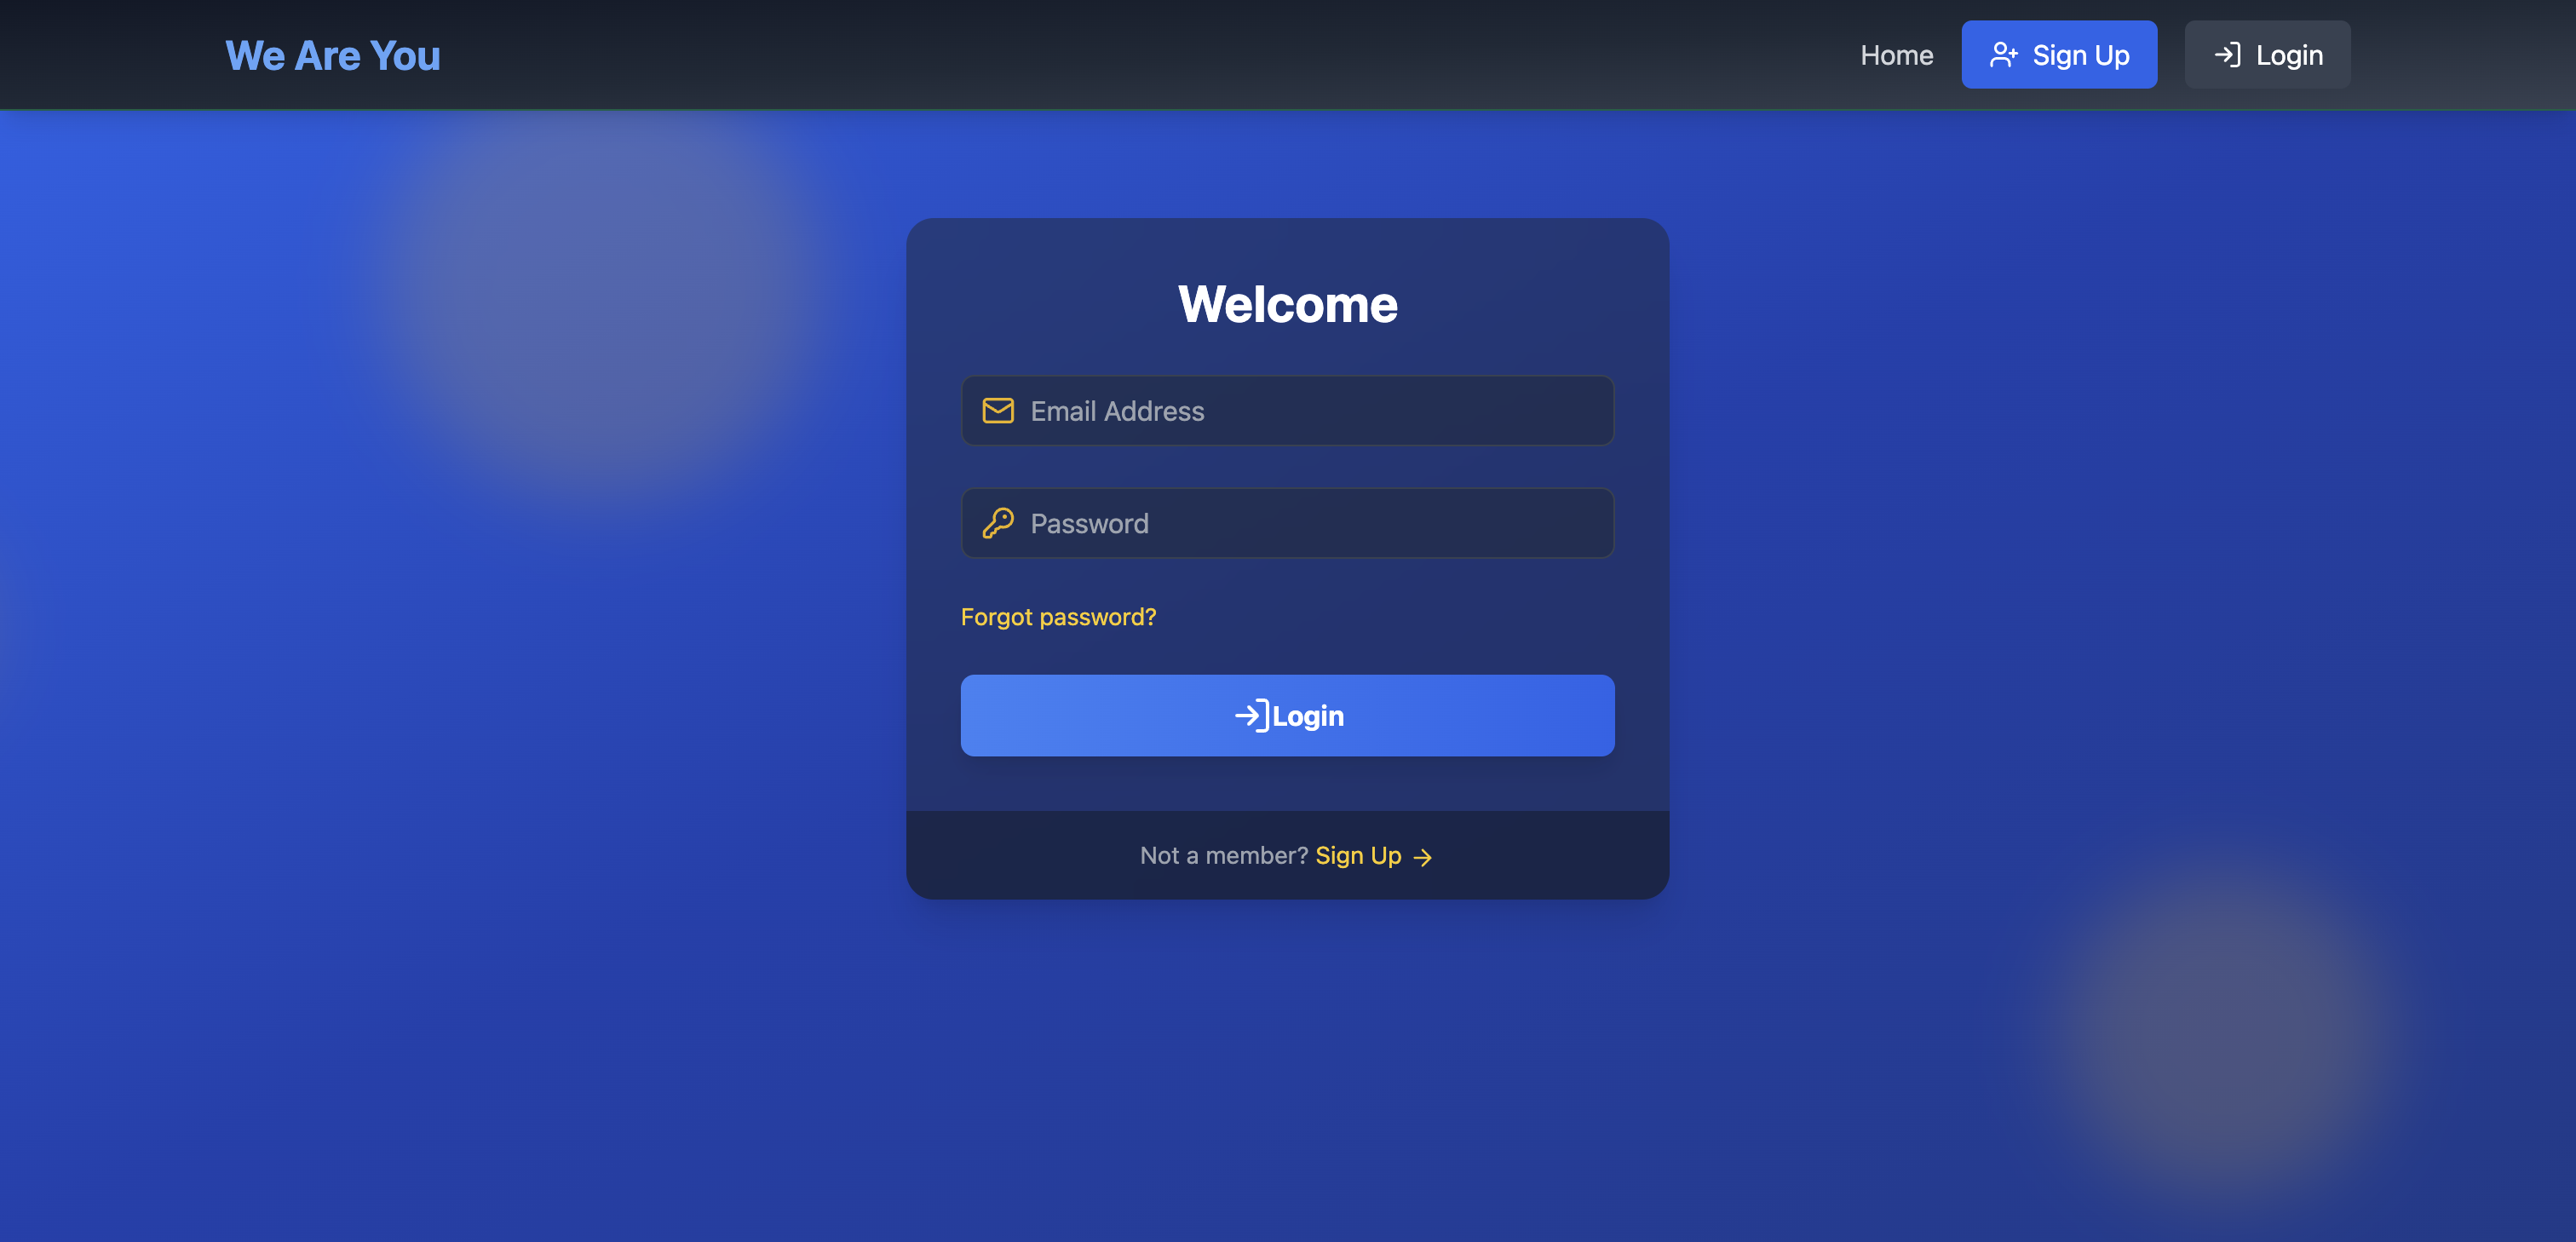 We Are You
Home
Sign Up
Login
Welcome
Email Address
Password
Forgot password?
Login
Not a member? Sign Up